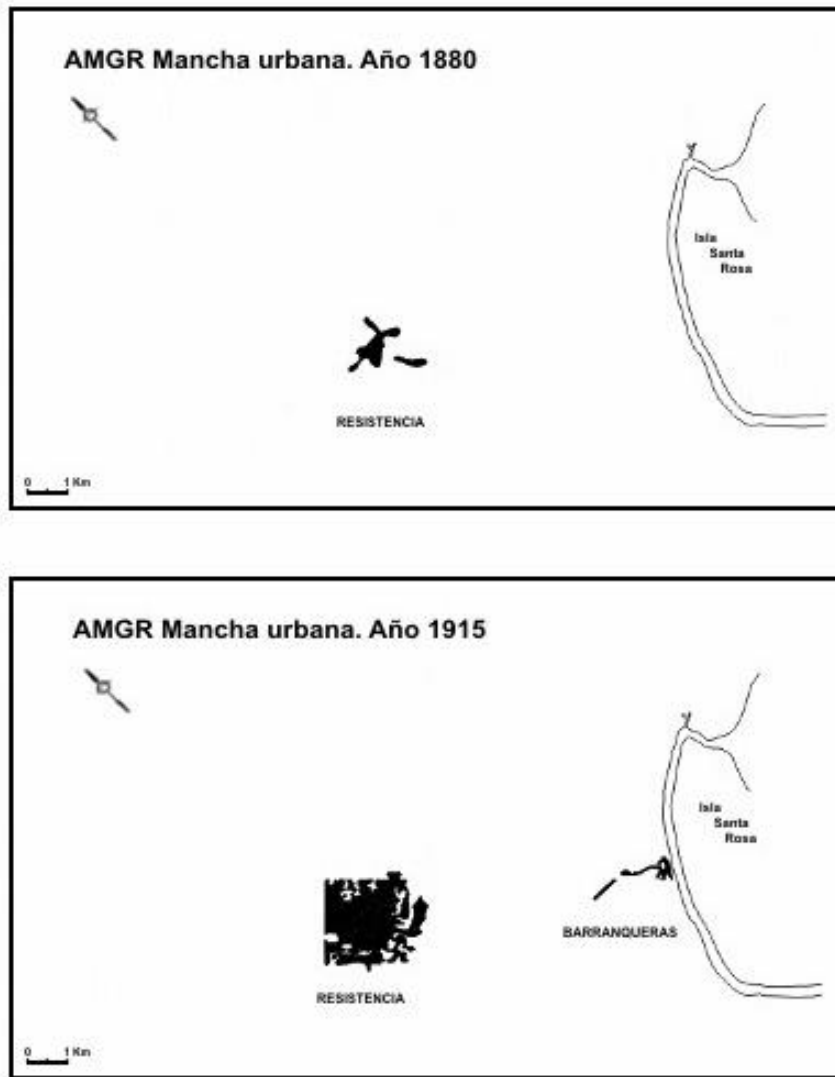 AMGR Mancha urbana. Año 1880
Isla
Santa
Rosa
RESISTENCIA
0 1 Km
AMGR Mancha urbana. Año 1915
Isla
Santa
Rosa
BARRANQUERAS
RESISTENCIA
0 1 Km